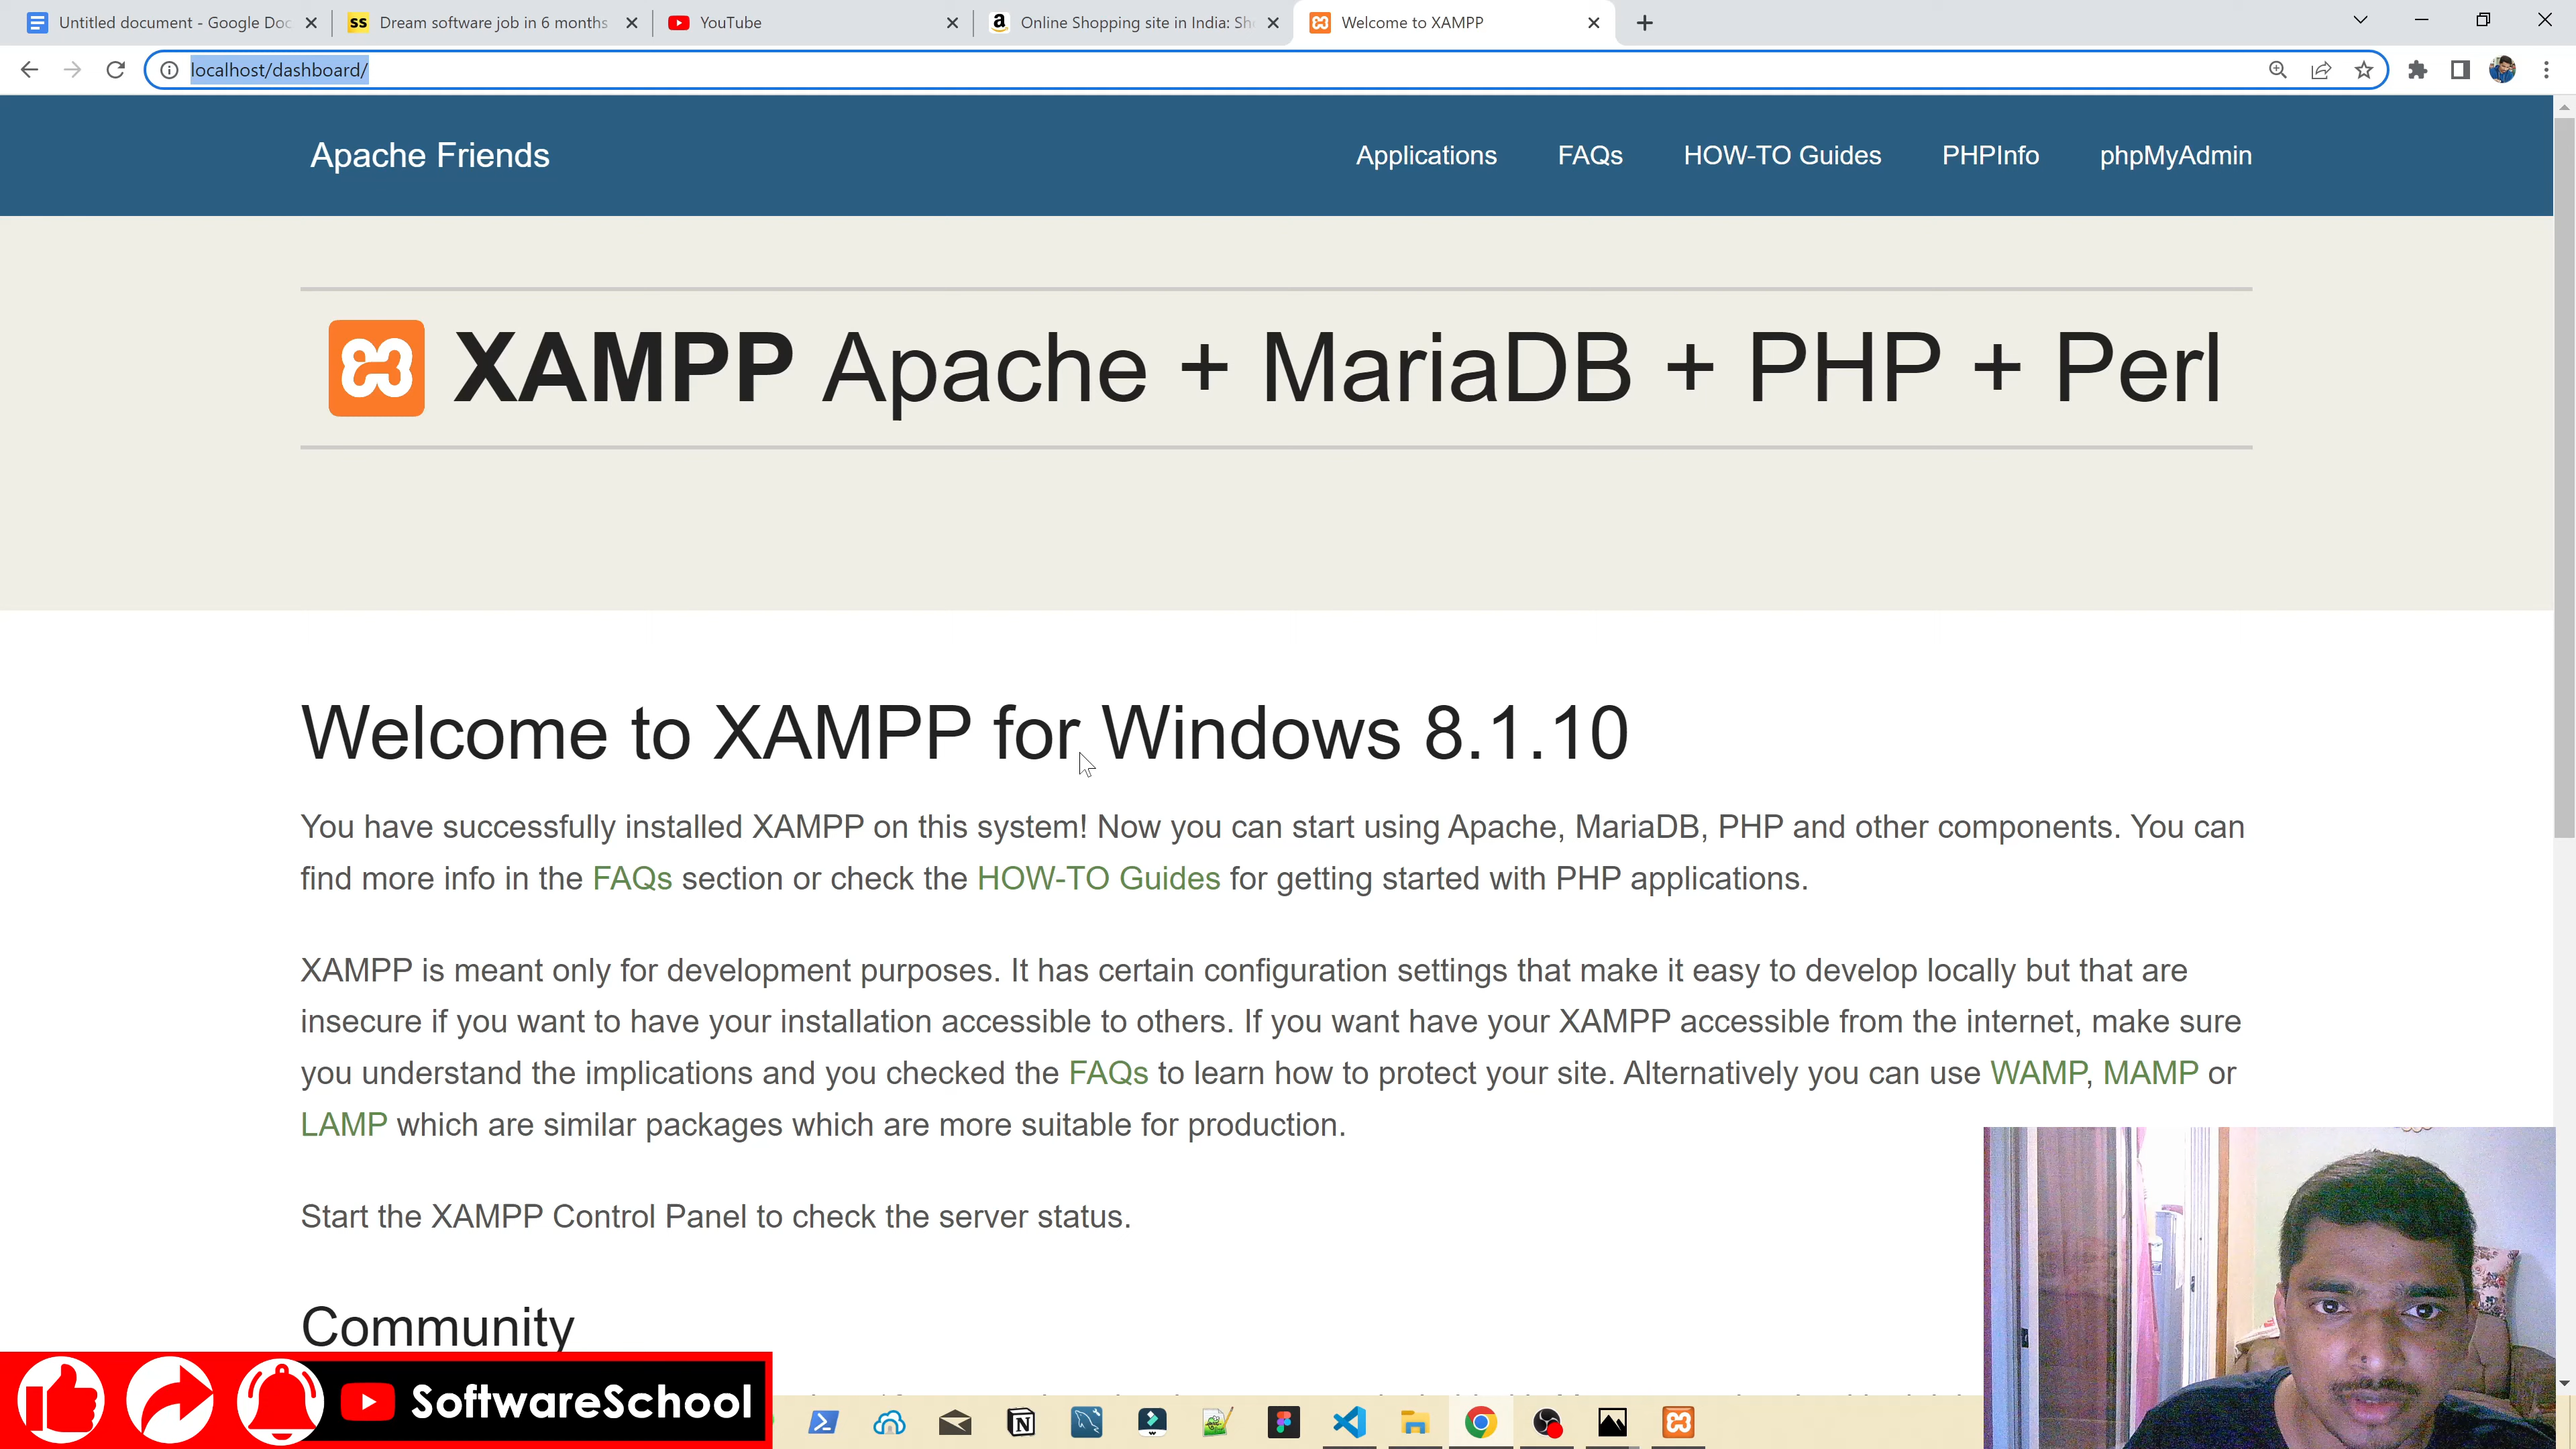 Untitled document - Google Doc
Dream software job in 6 months
YouTube
Online Shopping site in India: Sh
Welcome to XAMPP
localhost/dashboard/
Apache Friends
Applications
FAQs
HOW-TO Guides
PHPInfo
phpMyAdmin
XAMPP Apache + MariaDB + PHP + Perl
Welcome to XAMPP for Windows 8.1.10
You have successfully installed XAMPP on this system! Now you can start using Apache, MariaDB, PHP and other components. You can
find more info in the FAQs section or check the HOW-TO Guides for getting started with PHP applications.
XAMPP is meant only for development purposes. It has certain configuration settings that make it easy to develop locally but that are
insecure if you want to have your installation accessible to others. If you want have your XAMPP accessible from the internet, make sure
you understand the implications and you checked the FAQs to learn how to protect your site. Alternatively you can use WAMP, MAMP or
LAMP which are similar packages which are more suitable for production.
Start the XAMPP Control Panel to check the server status.
Community
SoftwareSchool